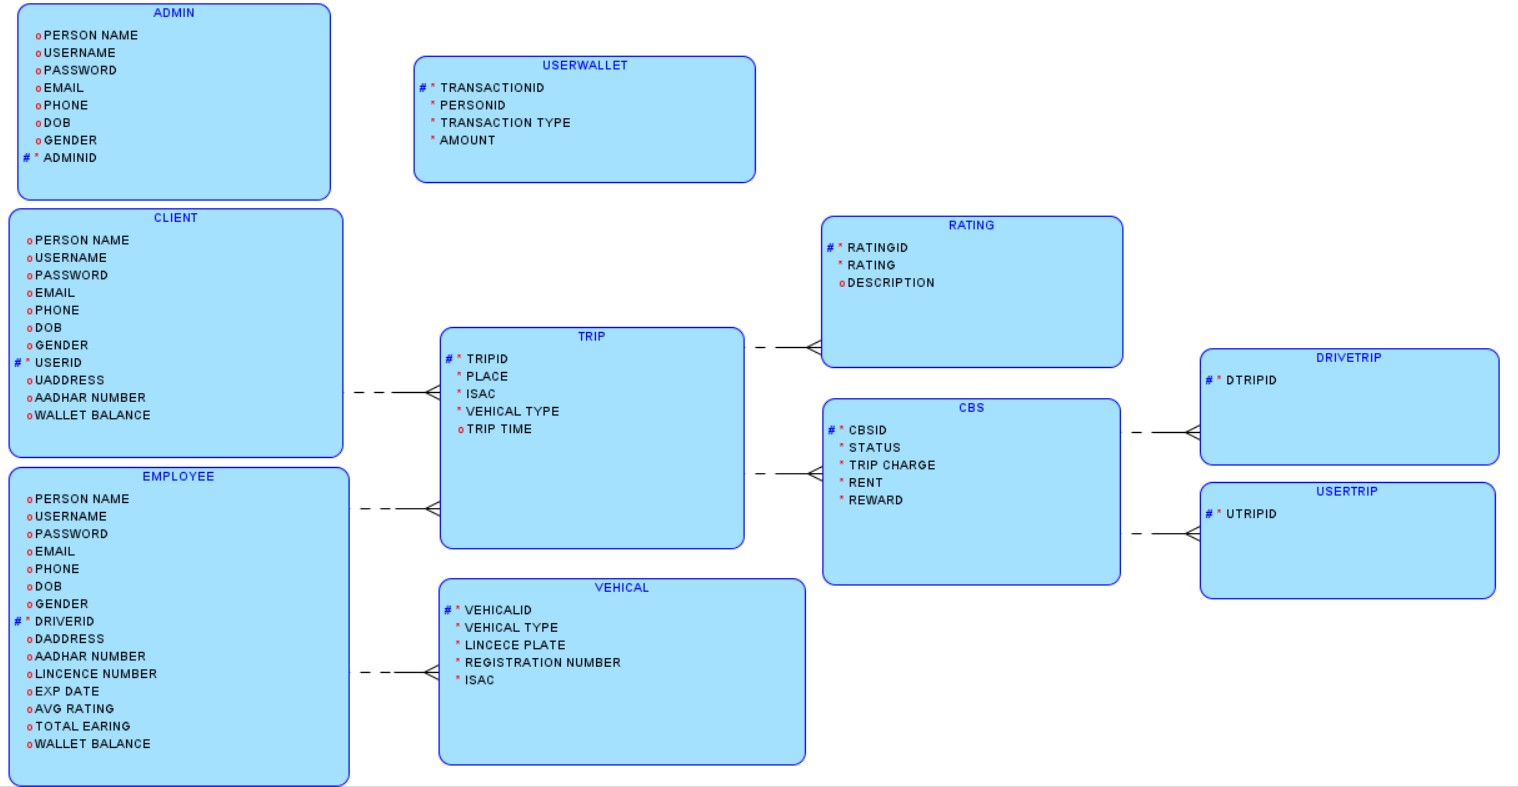 ADMIN
o PERSON NAME
o USERNAME
o PASSWORD
o EMAIL
o PHONE
o DOB
o GENDER
# * ADMINID
USERWALLET
# * TRANSACTIONID
* PERSONID
* TRANSACTION TYPE
* AMOUNT
CLIENT
o PERSON NAME
o USERNAME
o PASSWORD
o EMAIL
o PHONE
o DOB
o GENDER
# * USERID
o UADDRESS
o AADHAR NUMBER
o WALLET BALANCE
EMPLOYEE
o PERSON NAME
o USERNAME
o PASSWORD
o EMAIL
o PHONE
o DOB
o GENDER
# * DRIVERID
o DADDRESS
o AADHAR NUMBER
o LINCENCE NUMBER
o EXP DATE
o AVG RATING
o TOTAL EARING
o WALLET BALANCE
TRIP
# * TRIPID
* PLACE
* ISAC
* VEHICAL TYPE
o TRIP TIME
VEHICAL
# * VEHICALID
* VEHICAL TYPE
* LINCECE PLATE
* REGISTRATION NUMBER
* ISAC
RATING
# * RATINGID
* RATING
o DESCRIPTION
CBS
# * CBSID
* STATUS
* TRIP CHARGE
* RENT
* REWARD
DRIVETRIP
# * DTRIPID
USERTRIP
# * UTRIPID